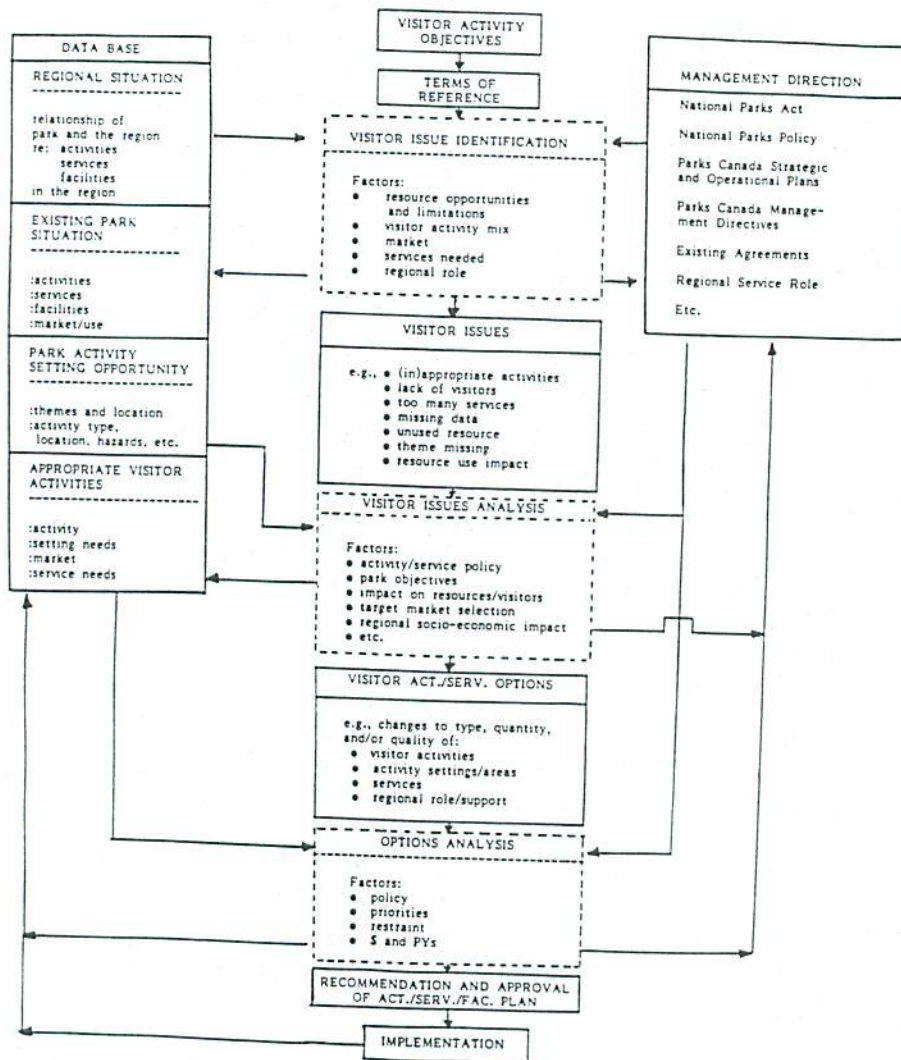 VISITOR ACTIVITY
OBJECTIVES
TERMS OF
REFERENCE
DATA BASE
REGIONAL SITUATION
relationship of
park and the region
re: activities
services
facilities
in the region
EXISTING PARK
SITUATION
:activities
:services
:facilities
:market/use
PARK ACTIVITY
SETTING OPPORTUNITY
:themes and location
:activity type,
location, hazards, etc.
APPROPRIATE VISITOR
ACTIVITIES
:activity
:setting needs
:market
:service needs
VISITOR ISSUE IDENTIFICATION
Factors:
• resource opportunities
and limitations
• visitor activity mix
• market
• services needed
• regional role
MANAGEMENT DIRECTION
National Parks Act
National Parks Policy
Parks Canada Strategic
and Operational Plans
Parks Canada Manage-
ment Directives
Existing Agreements
Regional Service Role
Etc.
VISITOR ISSUES
e.g., • (in)appropriate activities
• lack of visitors
• too many services
• missing data
• unused resource
• theme missing
• resource use impact
VISITOR ISSUES ANALYSIS
Factors:
• activity/service policy
• park objectives
• impact on resources/visitors
• target market selection
• regional socio-economic impact
• etc.
VISITOR ACT./SERV. OPTIONS
e.g., changes to type, quantity,
and/or quality of:
• visitor activities
• activity settings/areas
• services
• regional role/support
OPTIONS ANALYSIS
Factors:
• policy
• priorities
• restraint
• $ and PYs
RECOMMENDATION AND APPROVAL
OF ACT./SERV./FAC. PLAN
IMPLEMENTATION